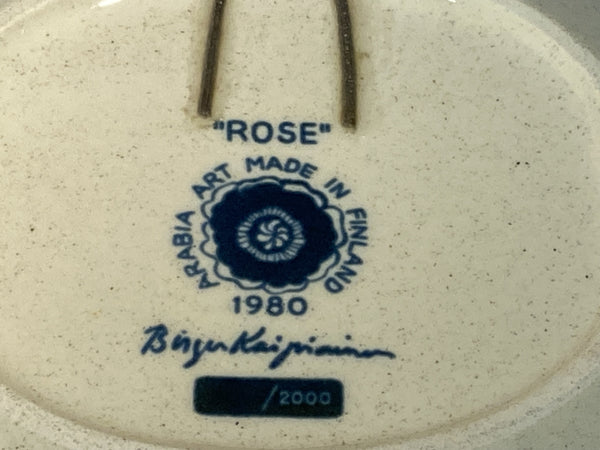 "ROSE"
ARABIA ART MADE IN FINLAND
1980
Birger Kaipiainen
/2000